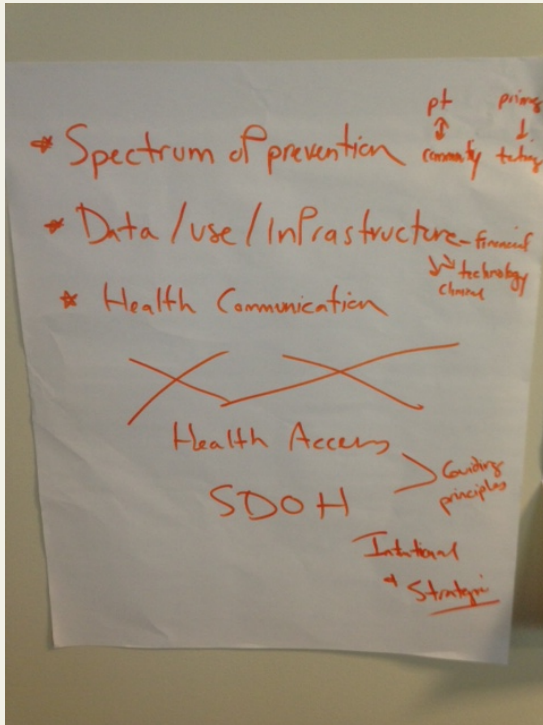 pt primary
* Spectrum of prevention community
* Data/use/Infrastructure - financial
technology
* Health Communication
Health Access
SDOH
Guiding
principles
Intentional
+ Strategic